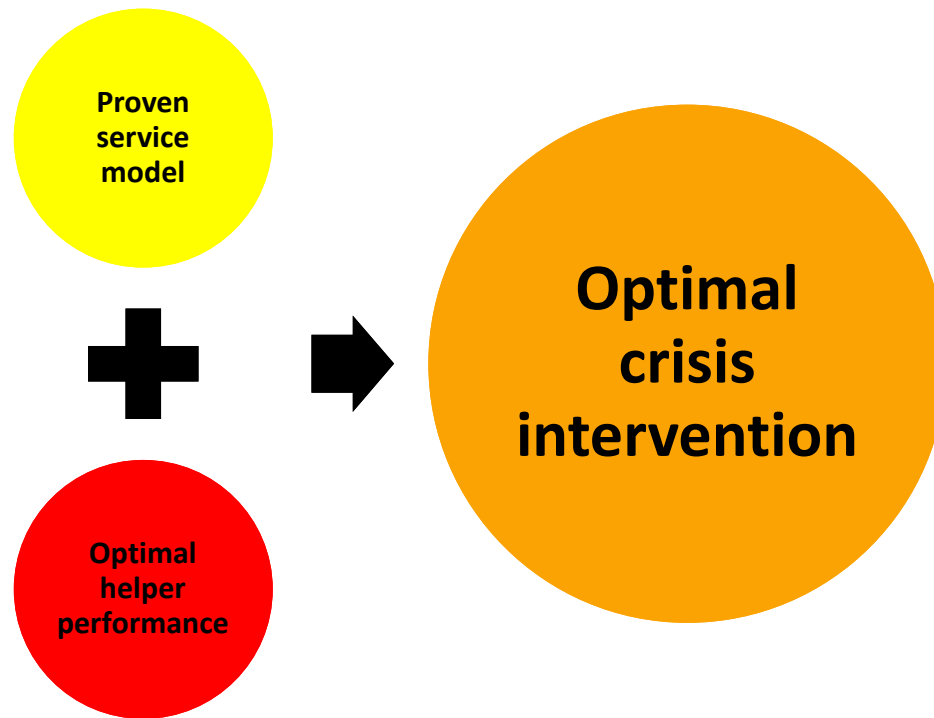 Proven
service
model
Optimal
helper
performance
Optimal
crisis
intervention